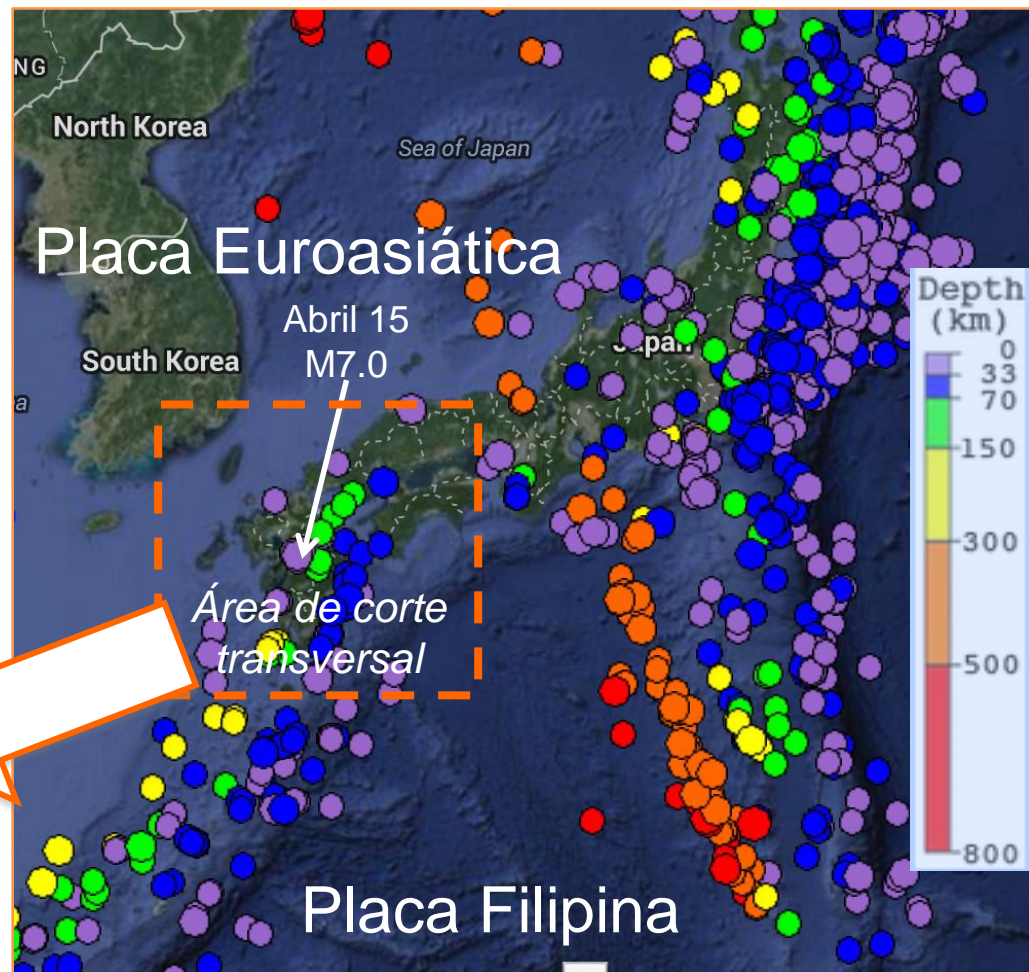 NG
North Korea
Sea of Japan
Placa Euroasiática
Abril 15
M7.0
South Korea
Japan
Depth
(km)
0
33
70
150
300
500
800
Área de corte
transversal
Placa Filipina